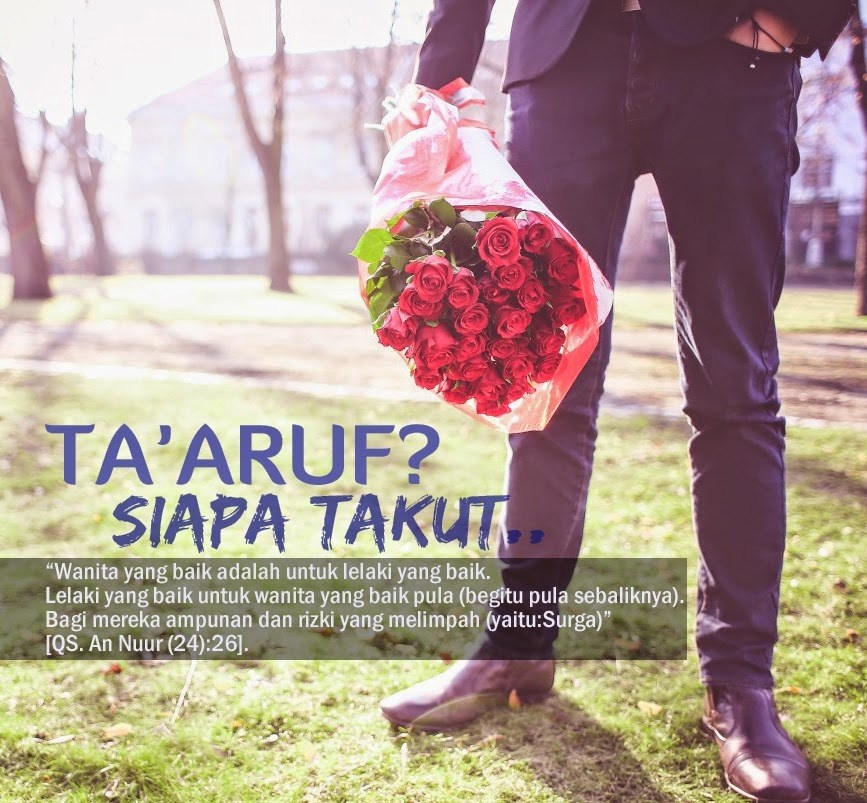 TA'ARUF?
SIAPA TAKUT..
“Wanita yang baik adalah untuk lelaki yang baik.
Lelaki yang baik untuk wanita yang baik pula (begitu pula sebaliknya).
Bagi mereka ampunan dan rizki yang melimpah (yaitu:Surga)”
[QS. An Nuur (24):26].